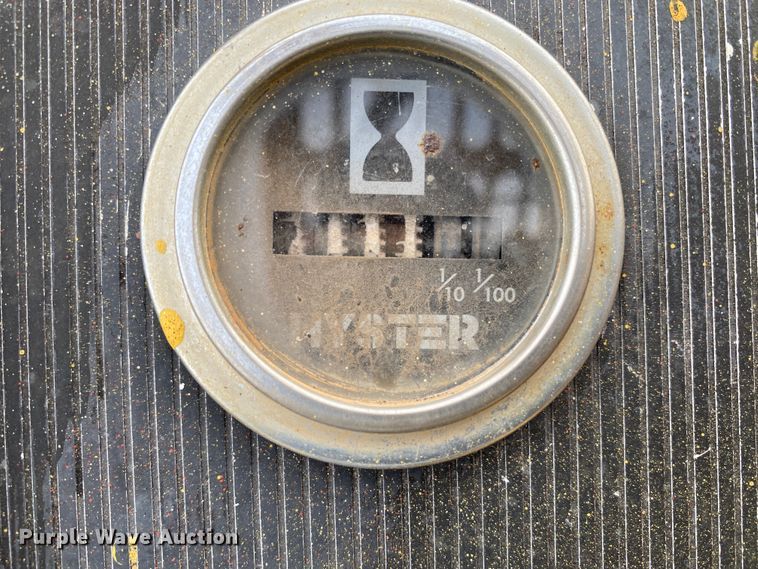 1/10 1/100
HYSTER
Purple Wave Auction